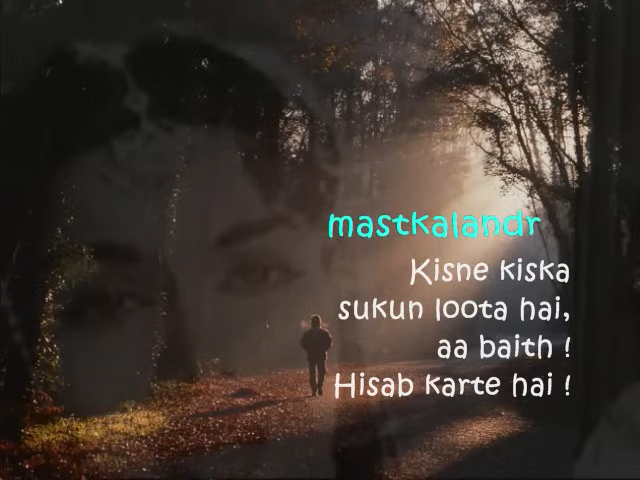 mastkalandr
Kisne kiska
sukun loota hai,
aa baith !
Hisab karte hai !